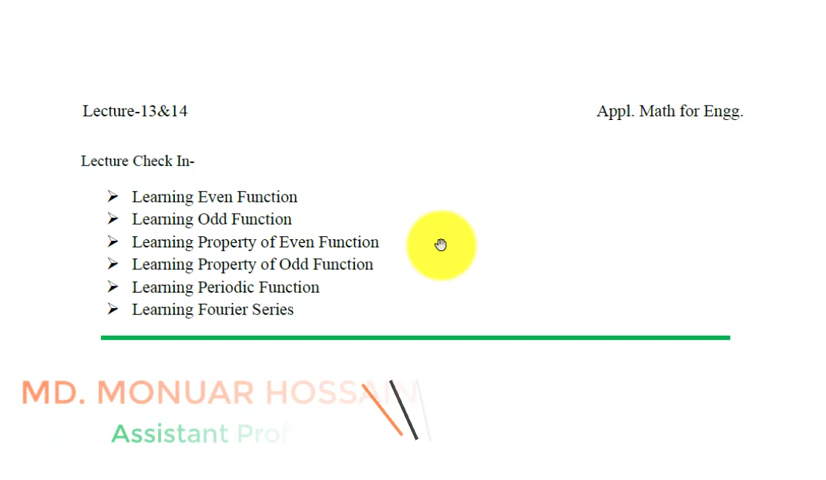 Lecture-13&14
Appl. Math for Engg.
Lecture Check In-
➢ Learning Even Function
➢ Learning Odd Function
➢ Learning Property of Even Function
➢ Learning Property of Odd Function
➢ Learning Periodic Function
➢ Learning Fourier Series
MD. MONUAR HOSSAIN
Assistant Prof